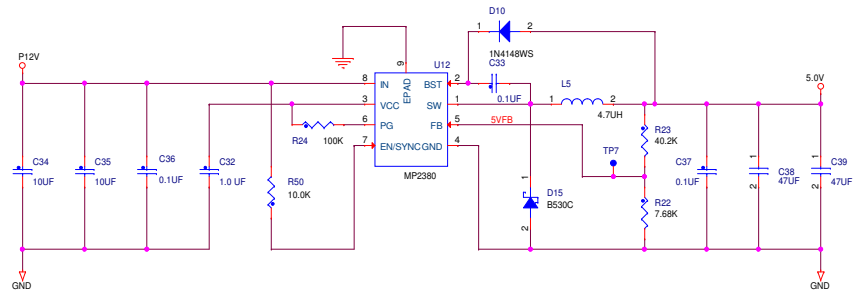 D10
1 2
1N4148WS
P12V
9
U12
C33
0.1UF
8 IN
EPAD
BST 2
3 VCC
SW 1
6 PG
FB 5
7 EN/SYNC
GND 4
MP2380
R24 100K
5VFB
L5
1 2
4.7UH
5.0V
R23
40.2K
TP7
C34
10UF
C35
10UF
C36
0.1UF
C32
1.0 UF
R50
10.0K
1
D15
B530C
2
R22
7.68K
C37
0.1UF
1
C38
47UF
2
1
C39
47UF
2
GND
GND